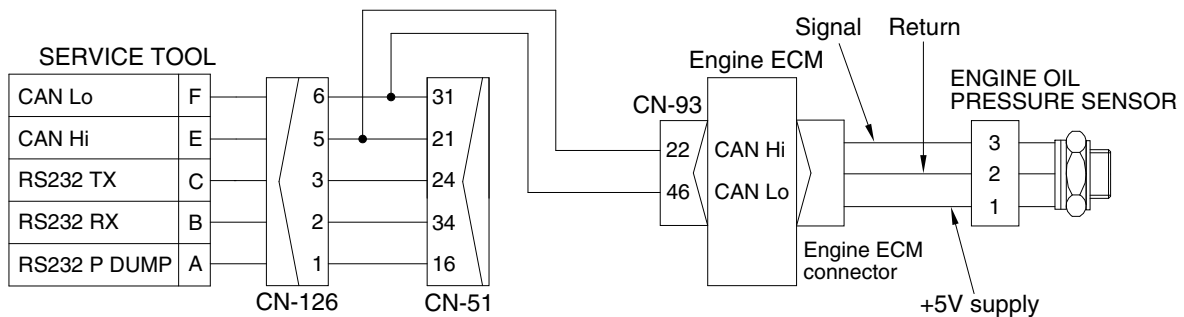 SERVICE TOOL
CAN Lo F 6 31
CAN Hi E 5 21
RS232 TX C 3 24
RS232 RX B 2 34
RS232 P DUMP A 1 16
CN-126
CN-51
CN-93
Engine ECM
22 CAN Hi
46 CAN Lo
Engine ECM
connector
Signal
Return
+5V supply
ENGINE OIL
PRESSURE SENSOR
3
2
1